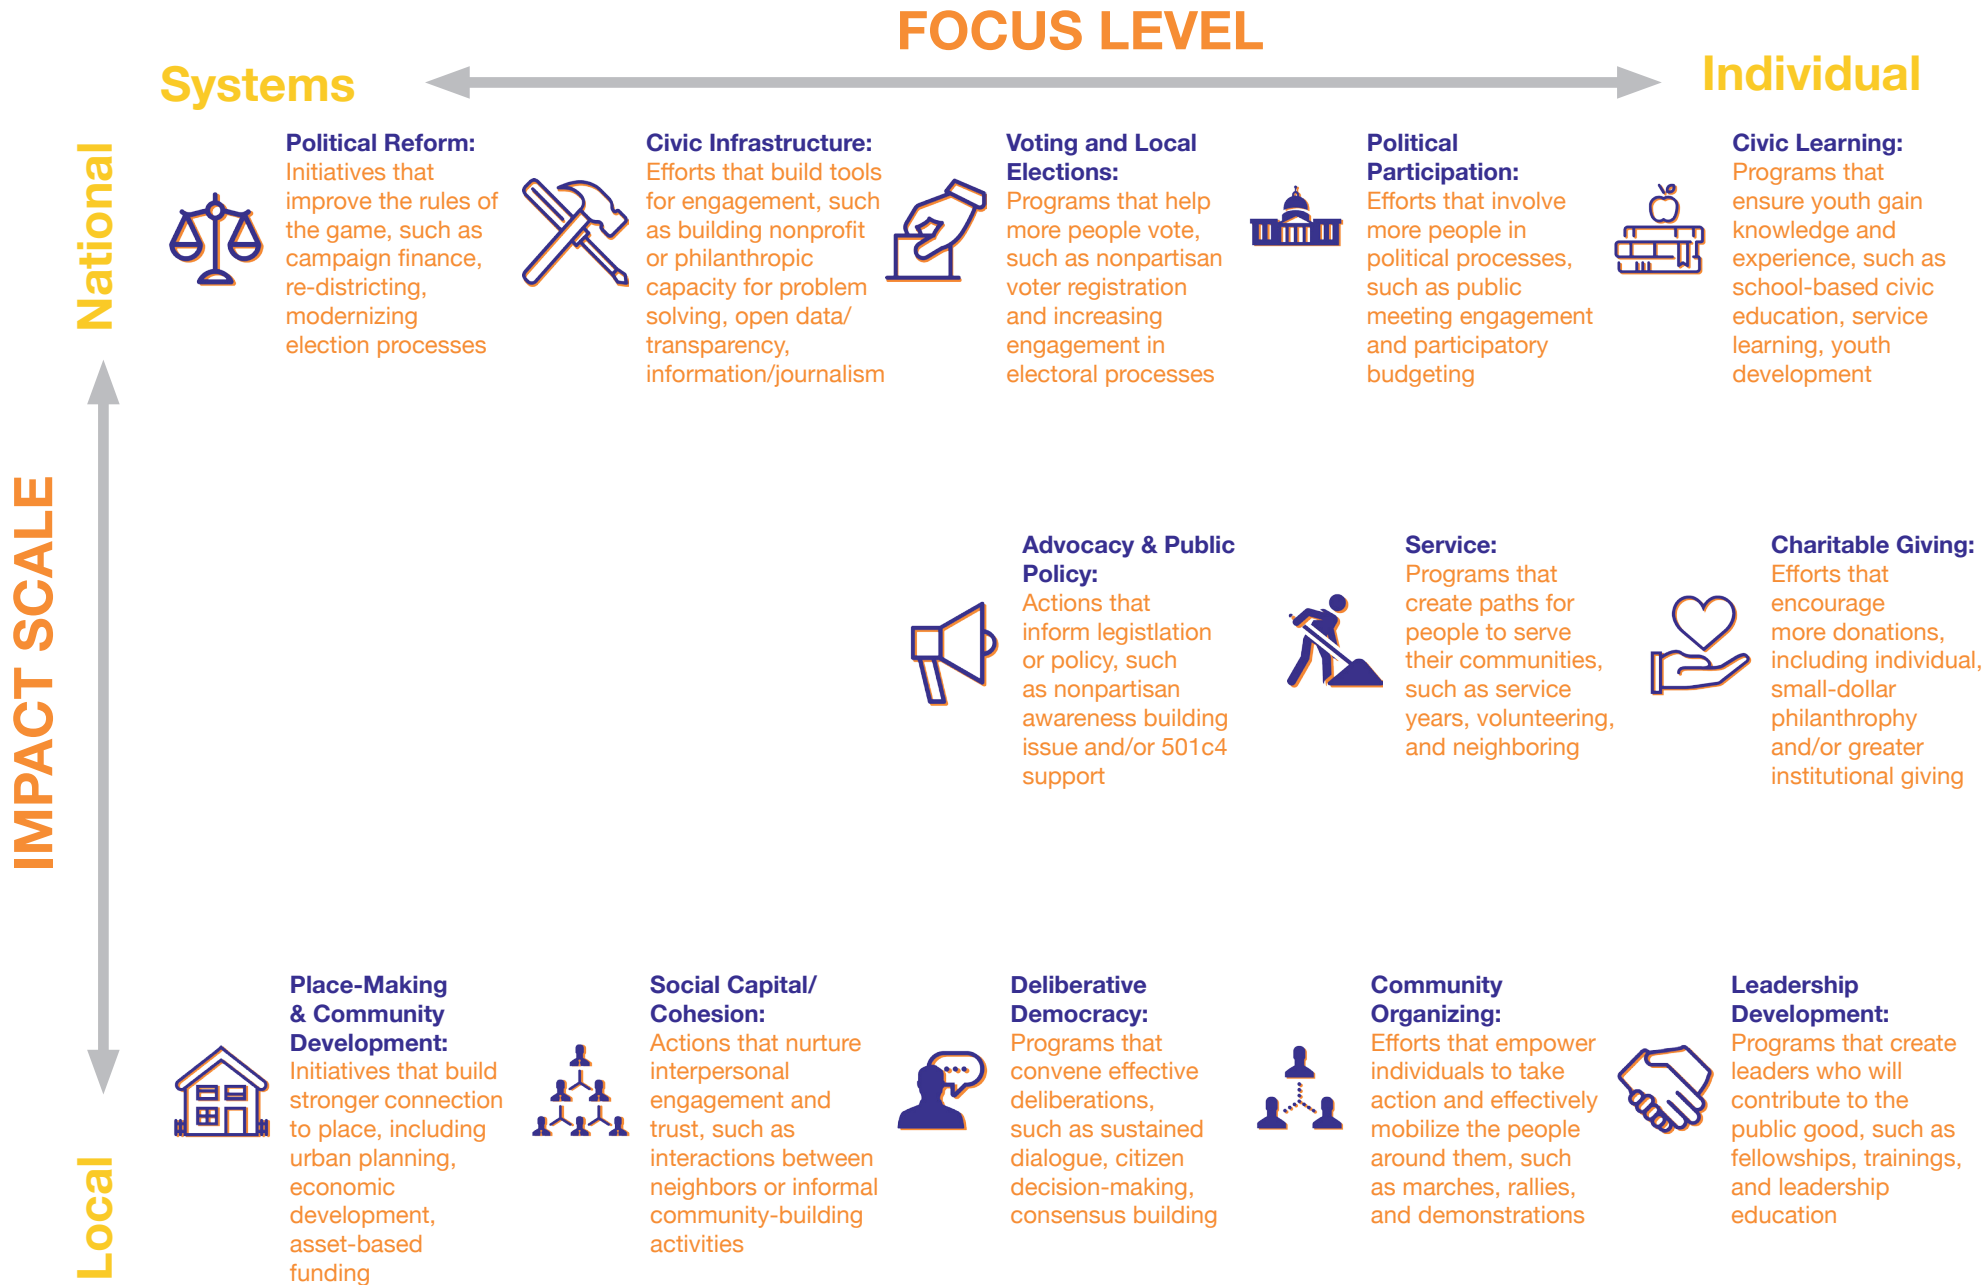 FOCUS LEVEL
Systems
Individual
National
IMPACT SCALE
Local
Political Reform:
Initiatives that
improve the rules of
the game, such as
campaign finance,
re-districting,
modernizing
election processes
Civic Infrastructure:
Efforts that build tools
for engagement, such
as building nonprofit
or philanthropic
capacity for problem
solving, open data/
transparency,
information/journalism
Voting and Local
Elections:
Programs that help
more people vote,
such as nonpartisan
voter registration
and increasing
engagement in
electoral processes
Political
Participation:
Efforts that involve
more people in
political processes,
such as public
meeting engagement
and participatory
budgeting
Civic Learning:
Programs that
ensure youth gain
knowledge and
experience, such as
school-based civic
education, service
learning, youth
development
Advocacy & Public
Policy:
Actions that
inform legistlation
or policy, such
as nonpartisan
awareness building
issue and/or 501c4
support
Service:
Programs that
create paths for
people to serve
their communities,
such as service
years, volunteering,
and neighboring
Charitable Giving:
Efforts that
encourage
more donations,
including individual,
small-dollar
philanthrophy
and/or greater
institutional giving
Place-Making
& Community
Development:
Initiatives that build
stronger connection
to place, including
urban planning,
economic
development,
asset-based
funding
Social Capital/
Cohesion:
Actions that nurture
interpersonal
engagement and
trust, such as
interactions between
neighbors or informal
community-building
activities
Deliberative
Democracy:
Programs that
convene effective
deliberations,
such as sustained
dialogue, citizen
decision-making,
consensus building
Community
Organizing:
Efforts that empower
individuals to take
action and effectively
mobilize the people
around them, such
as marches, rallies,
and demonstrations
Leadership
Development:
Programs that create
leaders who will
contribute to the
public good, such as
fellowships, trainings,
and leadership
education